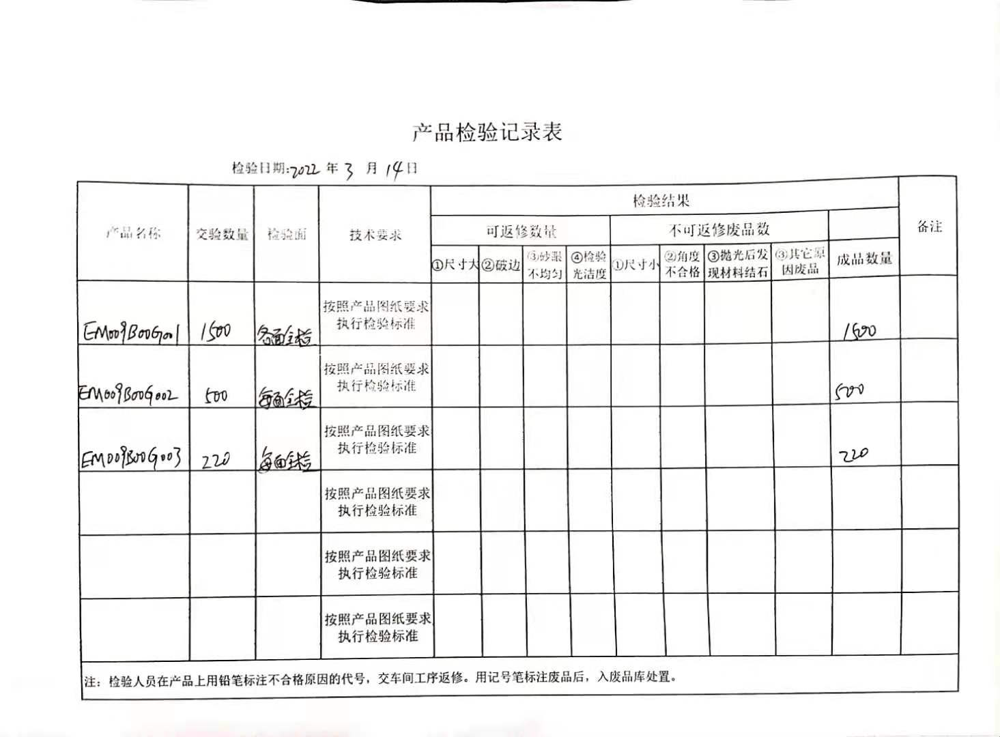 产品检验记录表
检验日期:2022 年 3 月 14日
产品名称 交验数量 检验面 技术要求 检验结果 备注
可返修数量 不可返修废品数
①尺寸大 ②破边 ③砂眼不均匀 ④检验光洁度 ①尺寸小 ②角度不合格 ③抛光后发现材料结石 ③其它原因废品 成品数量
按照产品图纸要求
执行检验标准
EM009B00G001 1500 各面全检 1500
按照产品图纸要求
执行检验标准
EM009B00G002 500 每面全检 500
按照产品图纸要求
执行检验标准
EM009B00G003 220 每面全检 220
按照产品图纸要求
执行检验标准
按照产品图纸要求
执行检验标准
按照产品图纸要求
执行检验标准
注：检验人员在产品上用铅笔标注不合格原因的代号，交车间工序返修。用记号笔标注废品后，入废品库处置。